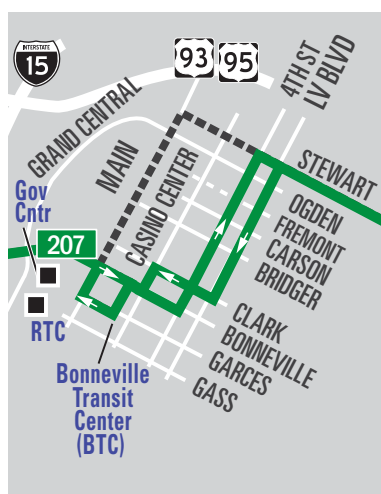 INTERSTATE
15
93
95
4TH ST
LV BLVD
GRAND CENTRAL
MAIN
CASINO CENTER
STEWART
Gov
Cntr
207
OGDEN
FREMONT
CARSON
BRIDGER
RTC
CLARK
BONNEVILLE
GARCES
GASS
Bonneville
Transit
Center
(BTC)